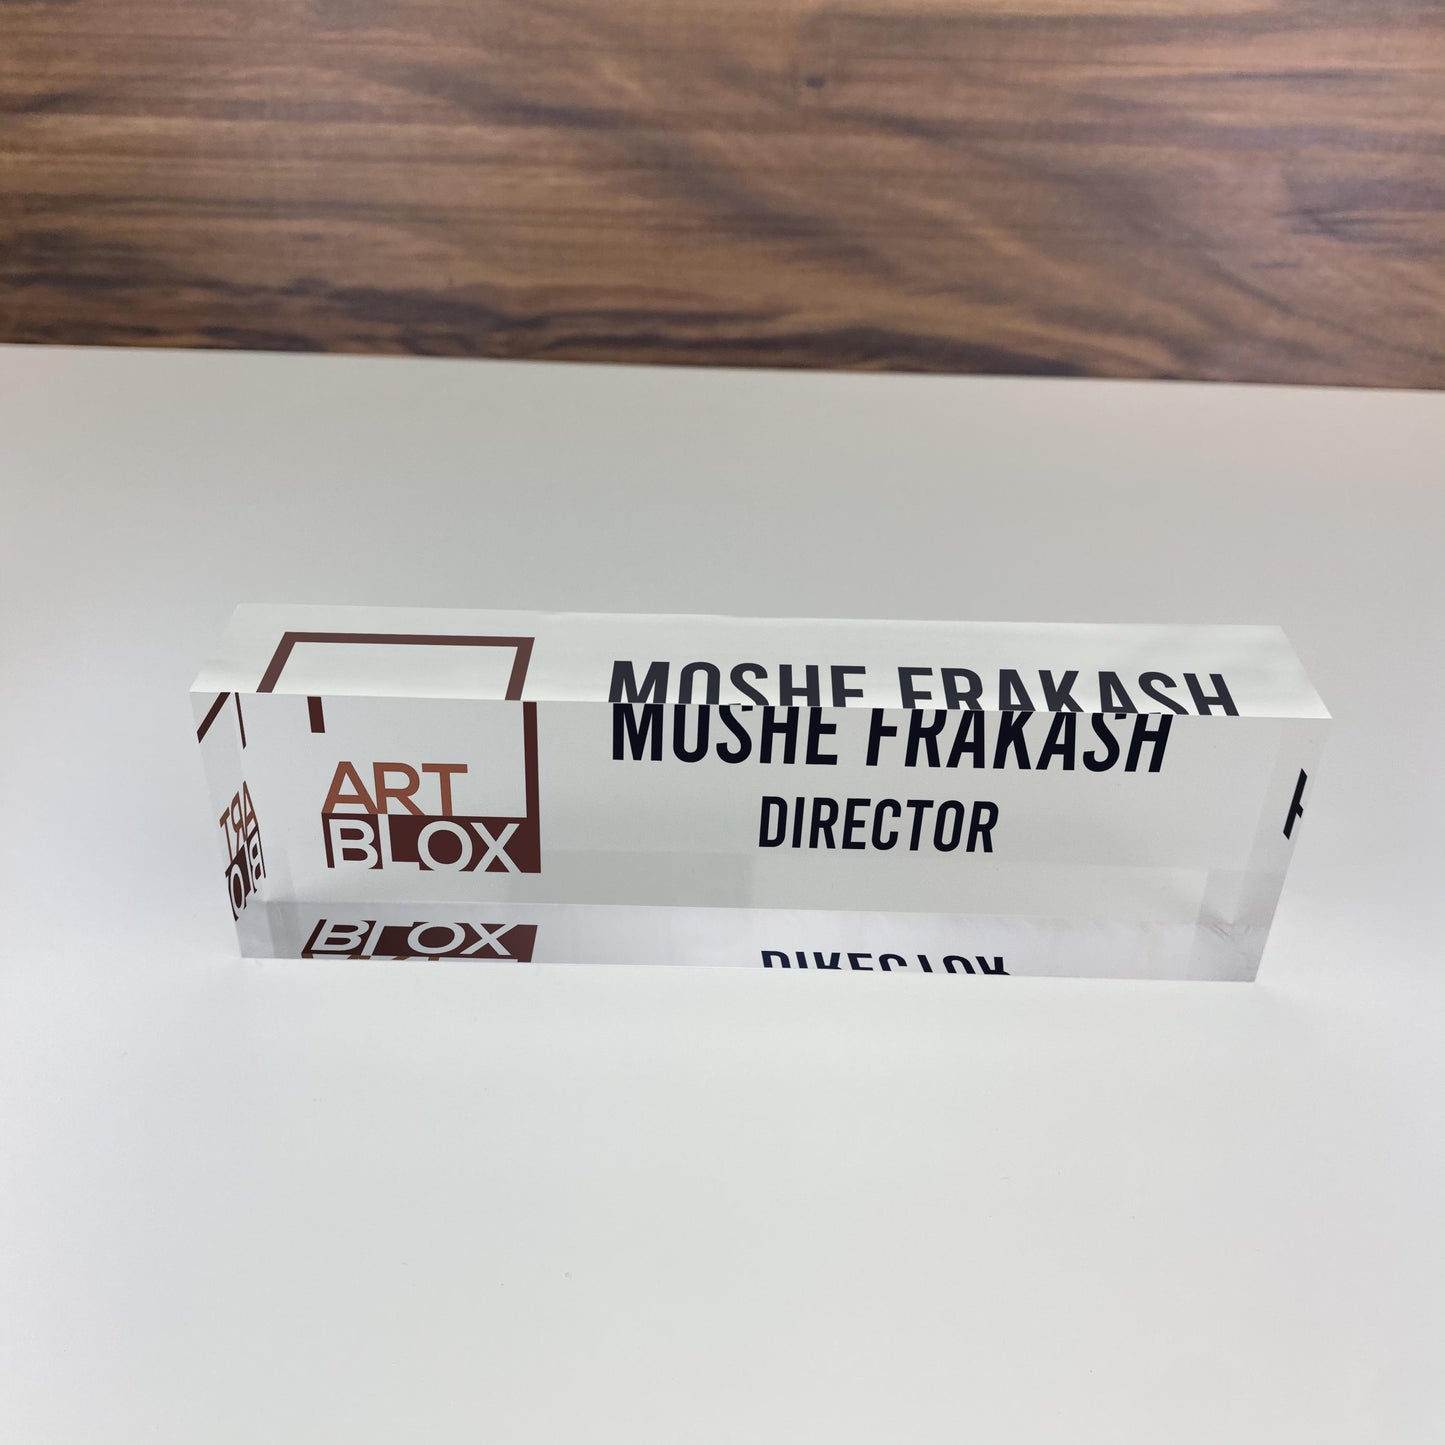 ART
BLOX
MOSHE FRAKASH
DIRECTOR